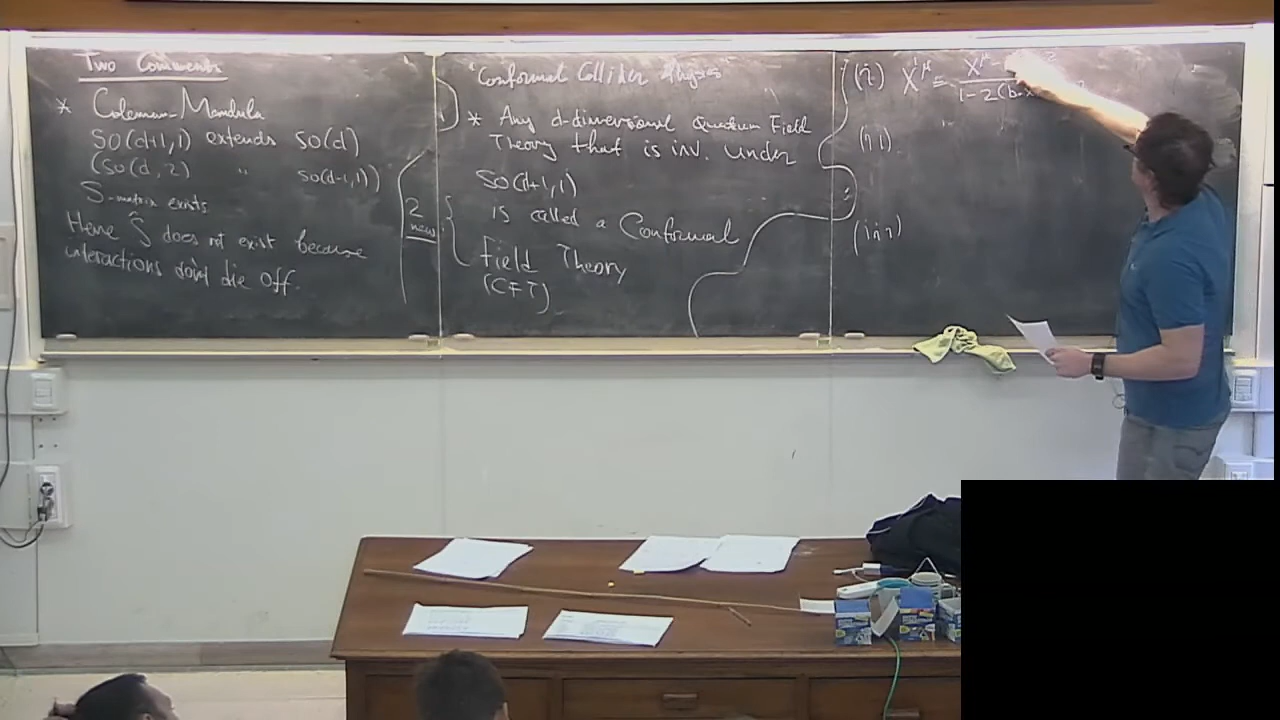 Two Comments
* Coleman-Mandula
SO(d+1,1) extends SO(d)
(SO(d,2) " SO(d-1,1))
S-matrix exists
Here Ŝ does not exist because
interactions don't die off.
2
new
"Conformal Collider Physics"
* Any d-dimensional Quantum Field
Theory that is inv. under
SO(d+1,1)
is called a Conformal
Field Theory
(CFT)
(i) X'^μ = X^μ -
1-2(b·x
(ii).
(iii)